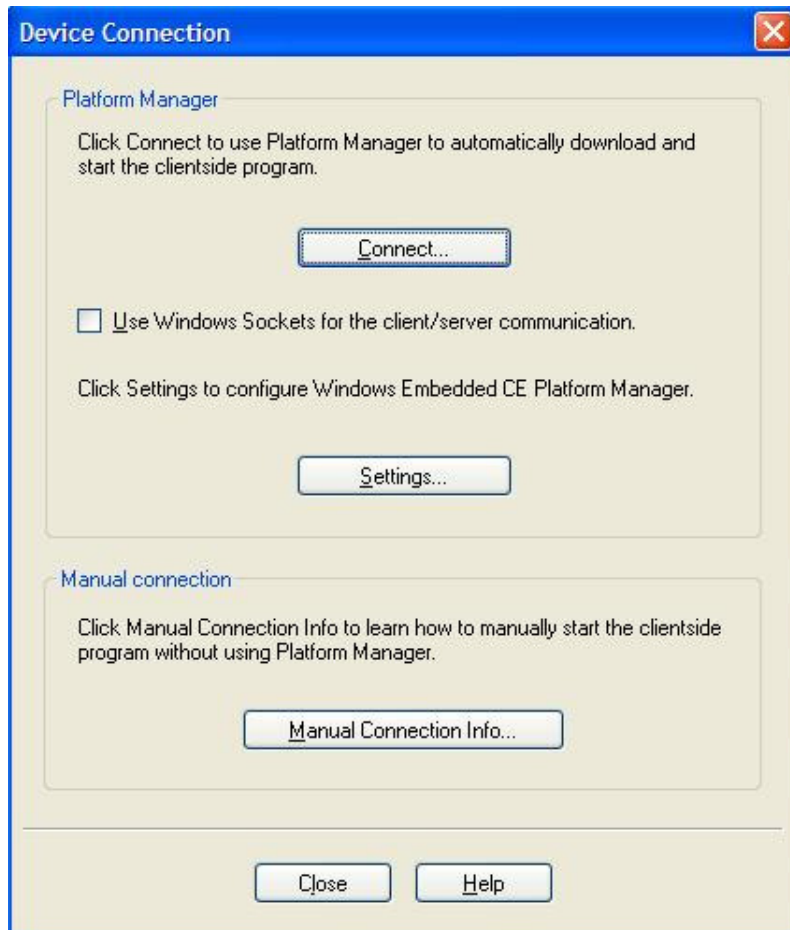 Device Connection
Platform Manager
Click Connect to use Platform Manager to automatically download and
start the clientside program.
Connect...
Use Windows Sockets for the client/server communication.
Click Settings to configure Windows Embedded CE Platform Manager.
Settings...
Manual connection
Click Manual Connection Info to learn how to manually start the clientside
program without using Platform Manager.
Manual Connection Info...
Close Help